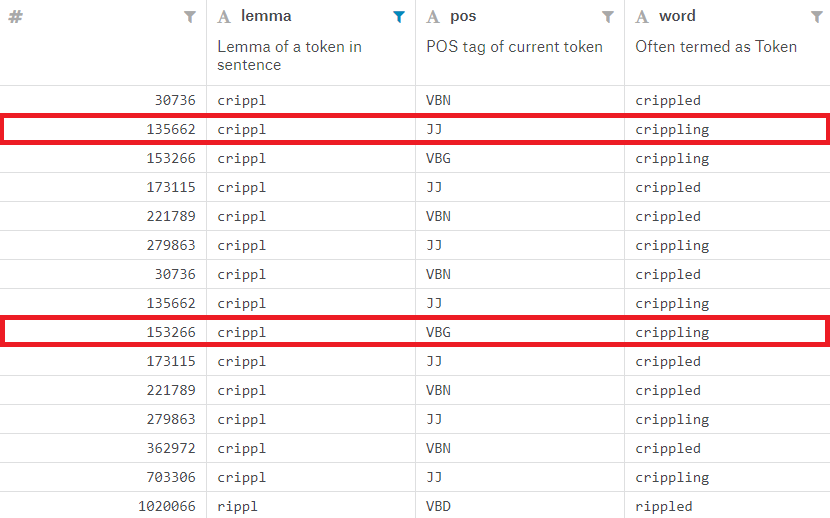 # lemma pos word
Lemma of a token in sentence POS tag of current token Often termed as Token
30736 crippl VBN crippled
135662 crippl JJ crippling
153266 crippl VBG crippling
173115 crippl JJ crippled
221789 crippl VBN crippled
279863 crippl JJ crippling
30736 crippl VBN crippled
135662 crippl JJ crippling
153266 crippl VBG crippling
173115 crippl JJ crippled
221789 crippl VBN crippled
279863 crippl JJ crippling
362972 crippl VBN crippled
703306 crippl JJ crippling
1020066 rippl VBD rippled